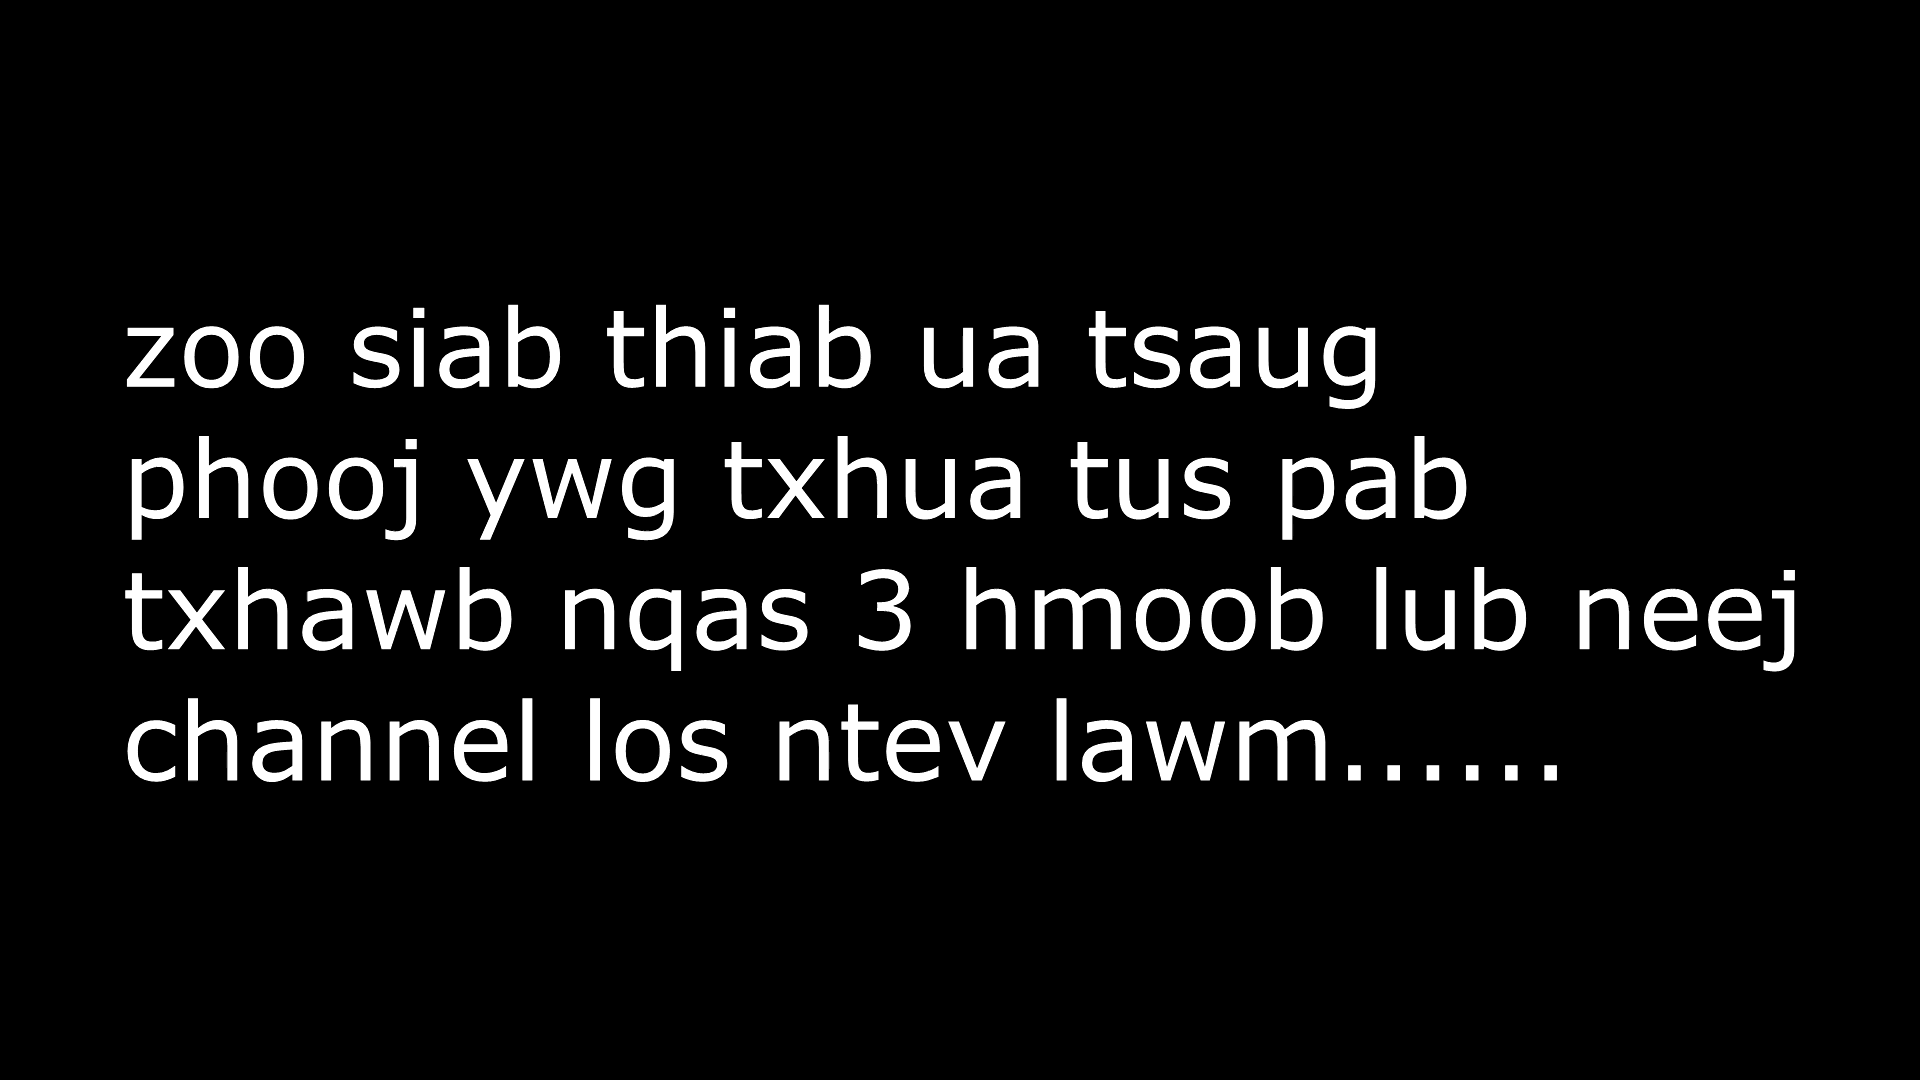 zoo siab thiab ua tsaug
phooj ywg txhua tus pab
txhawb nqas 3 hmoob lub neej
channel los ntev lawm......